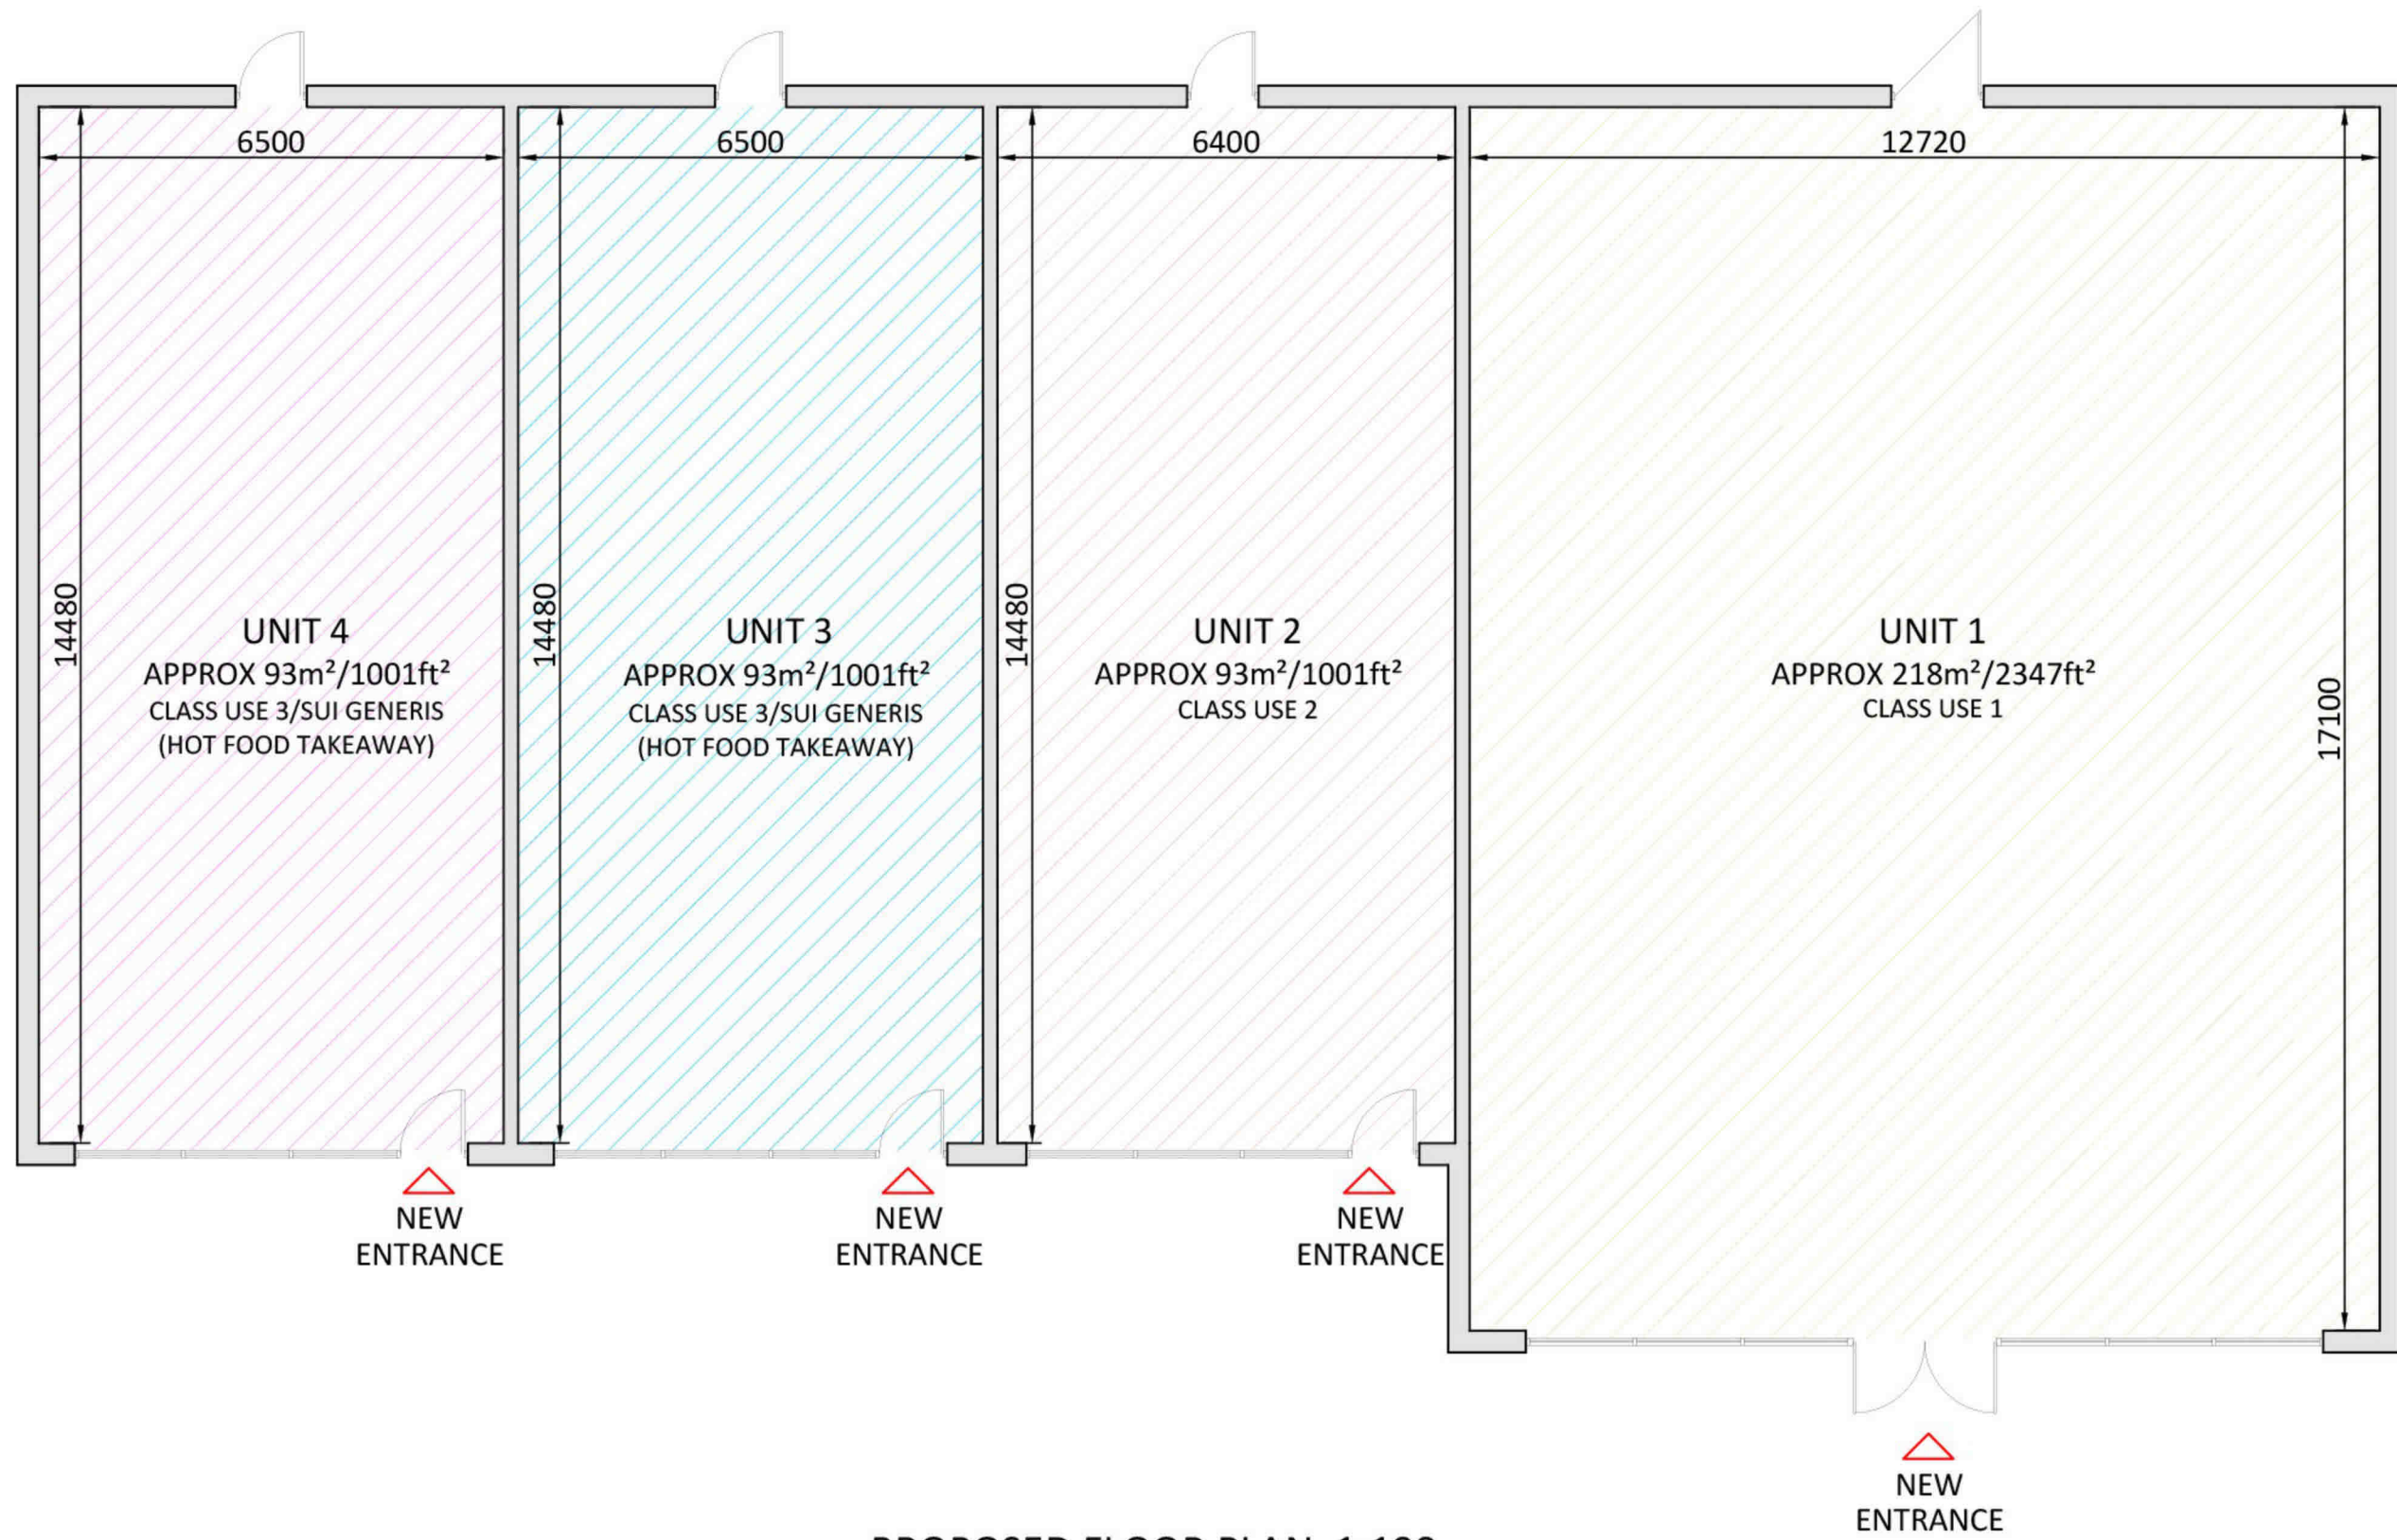 6500
6500
6400
12720
14480
14480
14480
17100
UNIT 4
APPROX 93m²/1001ft²
CLASS USE 3/SUI GENERIS
(HOT FOOD TAKEAWAY)
UNIT 3
APPROX 93m²/1001ft²
CLASS USE 3/SUI GENERIS
(HOT FOOD TAKEAWAY)
UNIT 2
APPROX 93m²/1001ft²
CLASS USE 2
UNIT 1
APPROX 218m²/2347ft²
CLASS USE 1
NEW
ENTRANCE
NEW
ENTRANCE
NEW
ENTRANCE
NEW
ENTRANCE
PROPOSED FLOOR PLAN